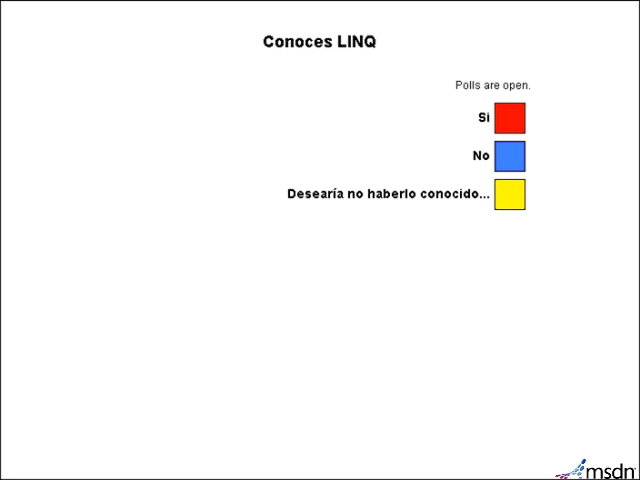 Conoces LINQ
Polls are open.
Si
No
Desearía no haberlo conocido...
msdn